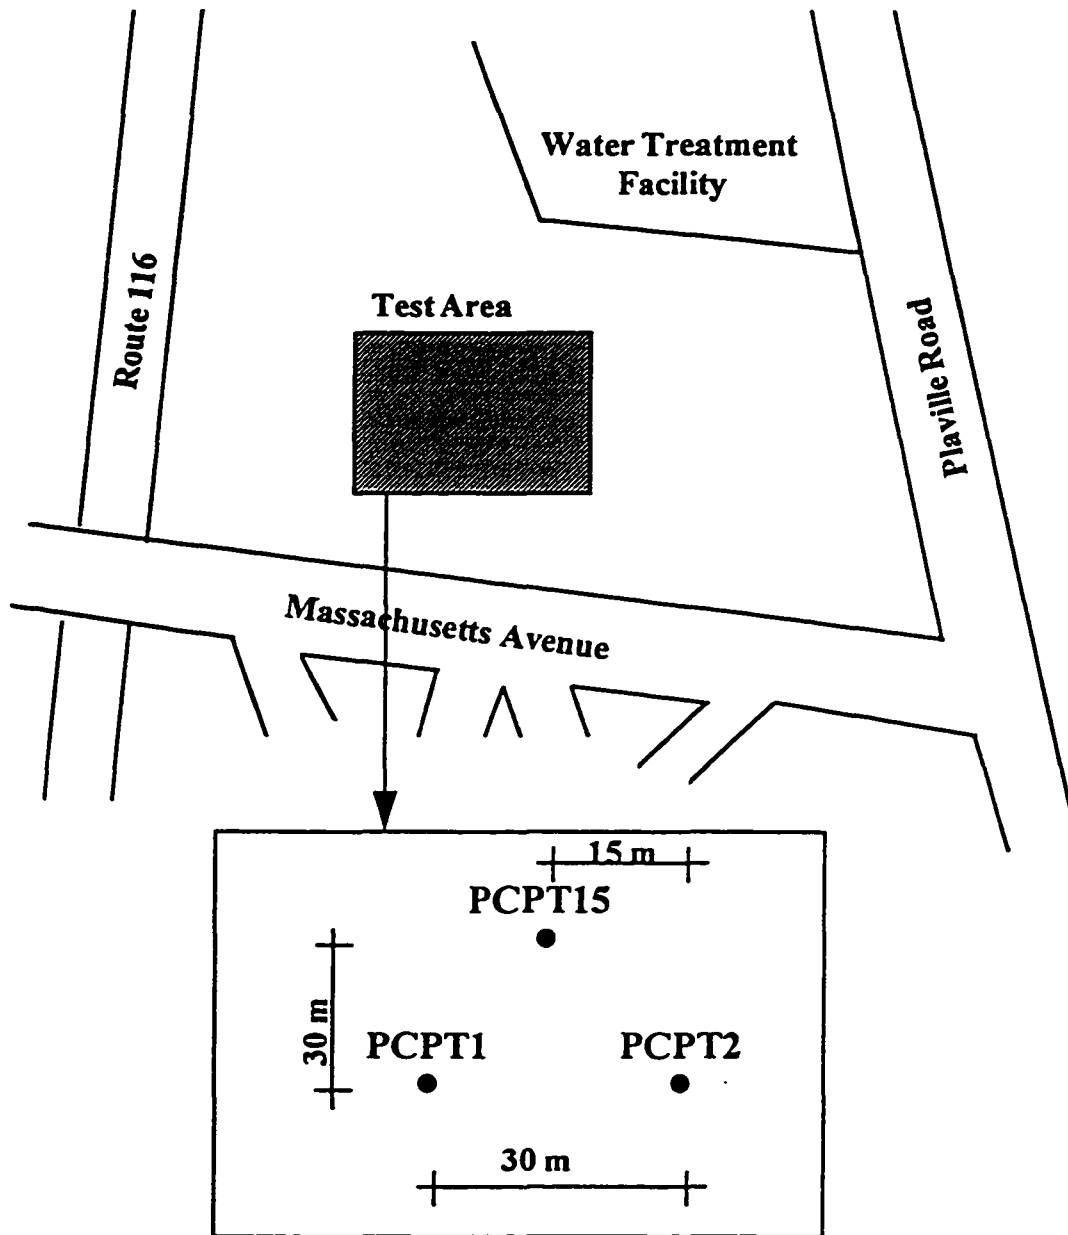 Water Treatment
Facility
Route 116
Test Area
Plaville Road
Massachusetts Avenue
15 m
PCPT15
30 m
PCPT1
PCPT2
30 m